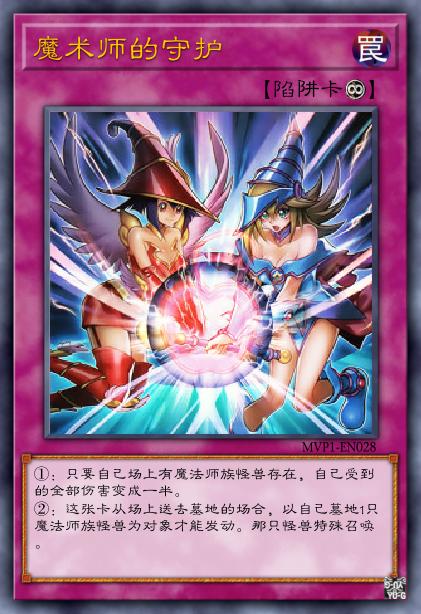 魔术师的守护
罠
【陷阱卡♾】
MVP1-EN028
①：只要自己场上有魔法师族怪兽存在，自己受到
的全部伤害变成一半。
②：这张卡从场上送去墓地的场合，以自己墓地1只
魔法师族怪兽为对象才能发动。那只怪兽特殊召唤
。